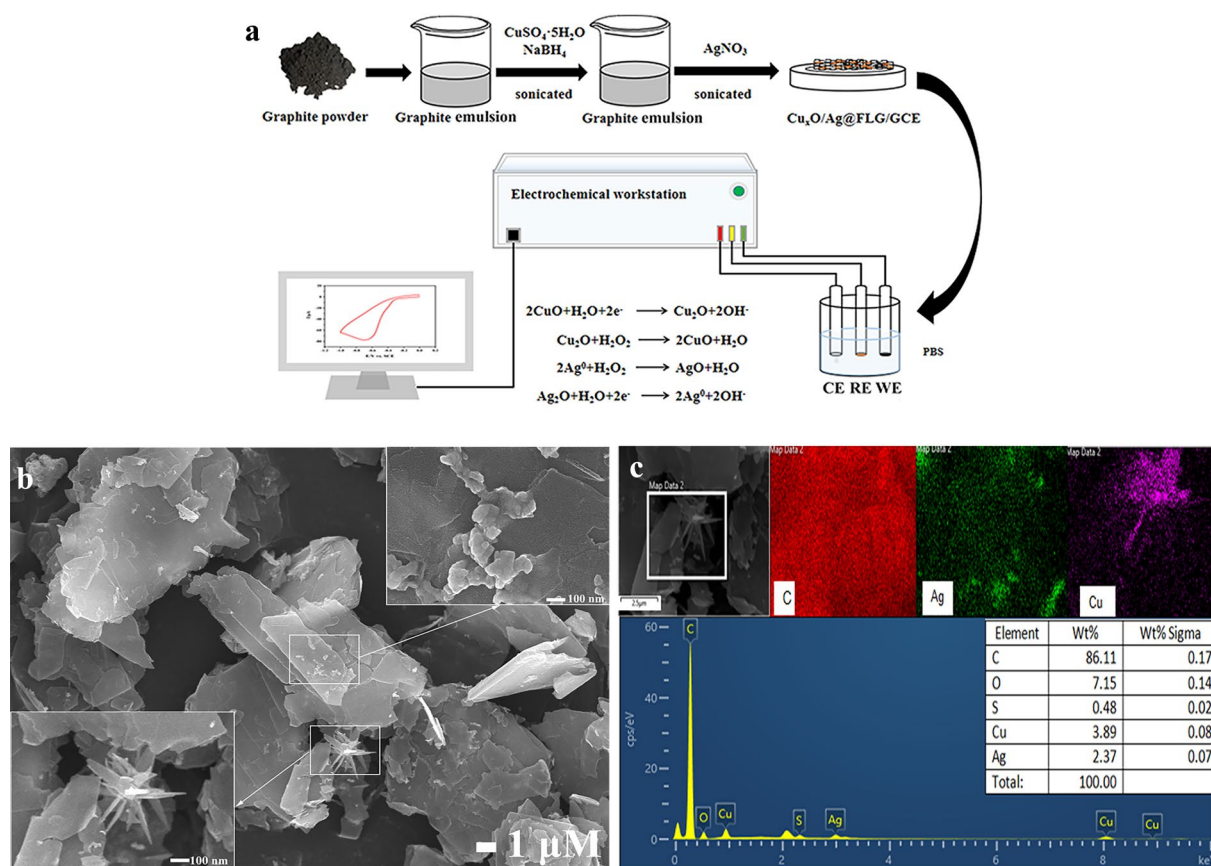 a
CuSO₄·5H₂O
NaBH₄
AgNO₃
sonicated
sonicated
Graphite powder
Graphite emulsion
Graphite emulsion
CuₓO/Ag@FLG/GCE
Electrochemical workstation
2CuO+H₂O+2e⁻ ⟶ Cu₂O+2OH⁻
Cu₂O+H₂O₂ ⟶ 2CuO+H₂O
2Ag⁰+H₂O₂ ⟶ AgO+H₂O
Ag₂O+H₂O+2e⁻ ⟶ 2Ag⁰+2OH⁻
PBS
CE RE WE
b
100 nm
100 nm
1 μM
c
Map Data 2
Map Data 2
Map Data 2
Map Data 2
2.5μm
C
Ag
Cu
cps/eV
60
40
20
0
C
O
Cu
S
Ag
Cu
Cu
0 2 4 6 8 ke
Element Wt% Wt% Sigma
C 86.11 0.17
O 7.15 0.14
S 0.48 0.02
Cu 3.89 0.08
Ag 2.37 0.07
Total: 100.00